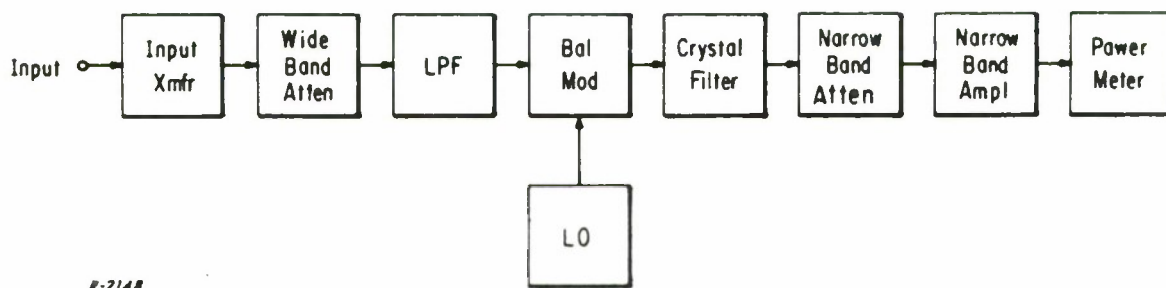 Input
Input
Xmfr
Wide
Band
Atten
LPF
Bal
Mod
Crystal
Filter
Narrow
Band
Atten
Narrow
Band
Ampl
Power
Meter
LO